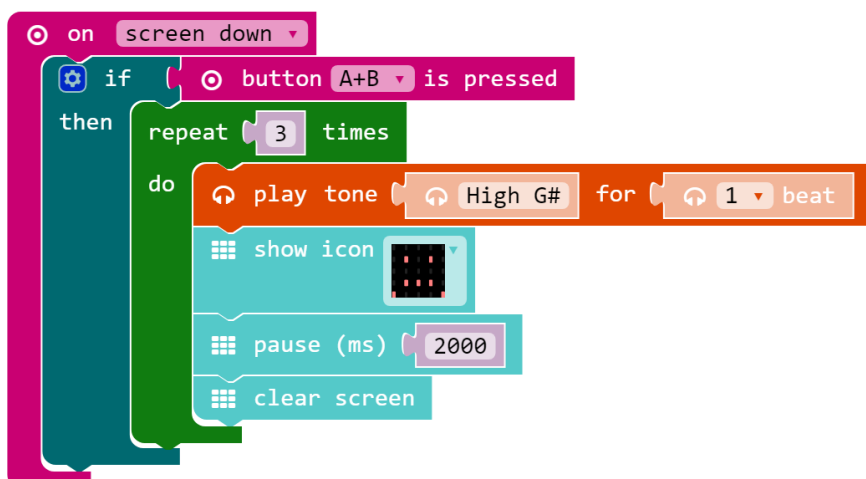 on screen down
if button A+B is pressed
then repeat 3 times
do play tone High G# for 1 beat
show icon
pause (ms) 2000
clear screen